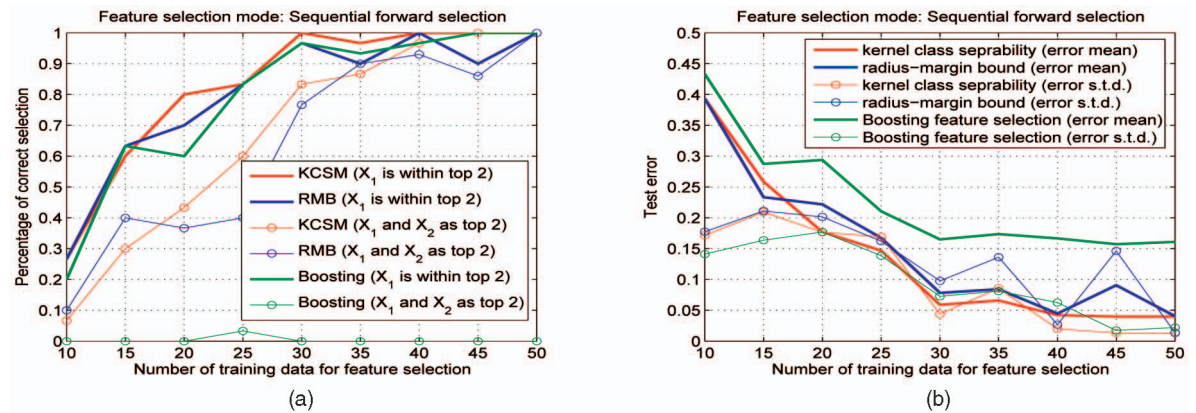 Feature selection mode: Sequential forward selection
Percentage of correct selection
1
0.9
0.8
0.7
0.6
0.5
0.4
0.3
0.2
0.1
0
KCSM (X1 is within top 2)
RMB (X1 is within top 2)
KCSM (X1 and X2 as top 2)
RMB (X1 and X2 as top 2)
Boosting (X1 is within top 2)
Boosting (X1 and X2 as top 2)
10 15 20 25 30 35 40 45 50
Number of training data for feature selection
(a)
Feature selection mode: Sequential forward selection
Test error
0.5
0.45
0.4
0.35
0.3
0.25
0.2
0.15
0.1
0.05
0
kernel class seprability (error mean)
radius-margin bound (error mean)
kernel class seprability (error s.t.d.)
radius-margin bound (error s.t.d.)
Boosting feature selection (error mean)
Boosting feature selection (error s.t.d.)
10 15 20 25 30 35 40 45 50
Number of training data for feature selection
(b)